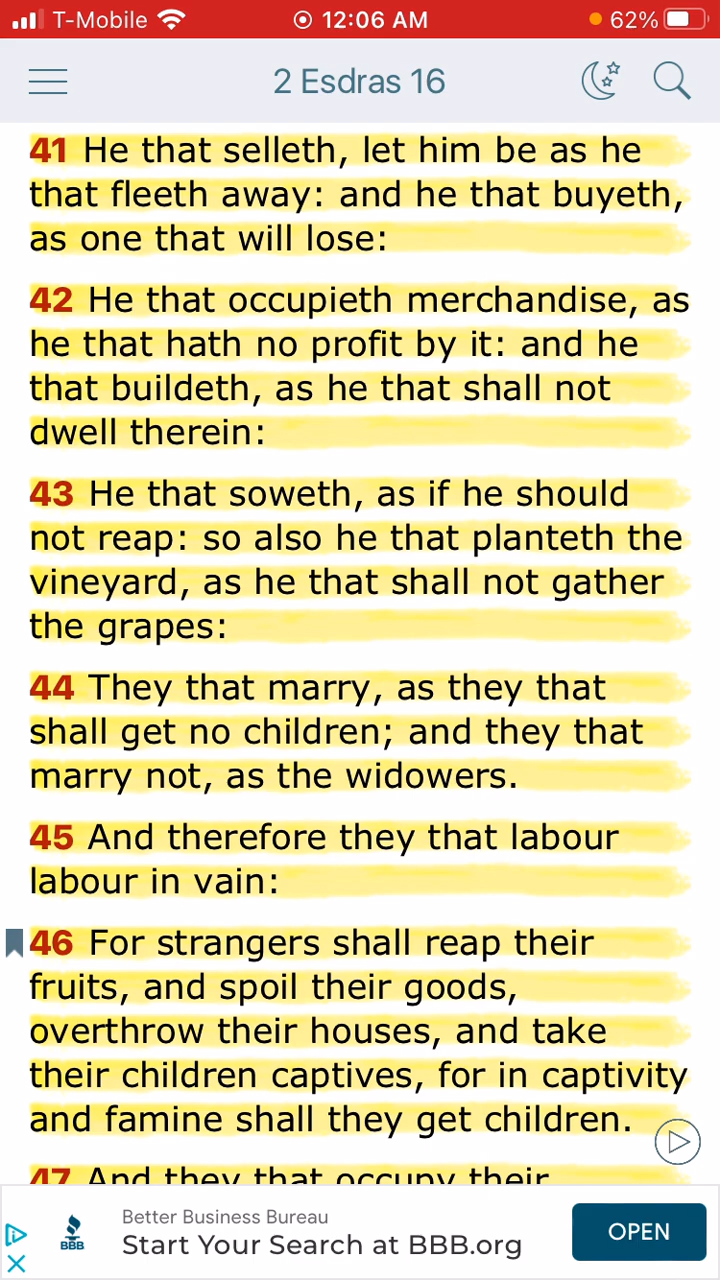 T-Mobile 12:06 AM 62%
2 Esdras 16
41 He that selleth, let him be as he
that fleeth away: and he that buyeth,
as one that will lose:
42 He that occupieth merchandise, as
he that hath no profit by it: and he
that buildeth, as he that shall not
dwell therein:
43 He that soweth, as if he should
not reap: so also he that planteth the
vineyard, as he that shall not gather
the grapes:
44 They that marry, as they that
shall get no children; and they that
marry not, as the widowers.
45 And therefore they that labour
labour in vain:
46 For strangers shall reap their
fruits, and spoil their goods,
overthrow their houses, and take
their children captives, for in captivity
and famine shall they get children.
47 And they that occupy their
Better Business Bureau
BBB Start Your Search at BBB.org
OPEN